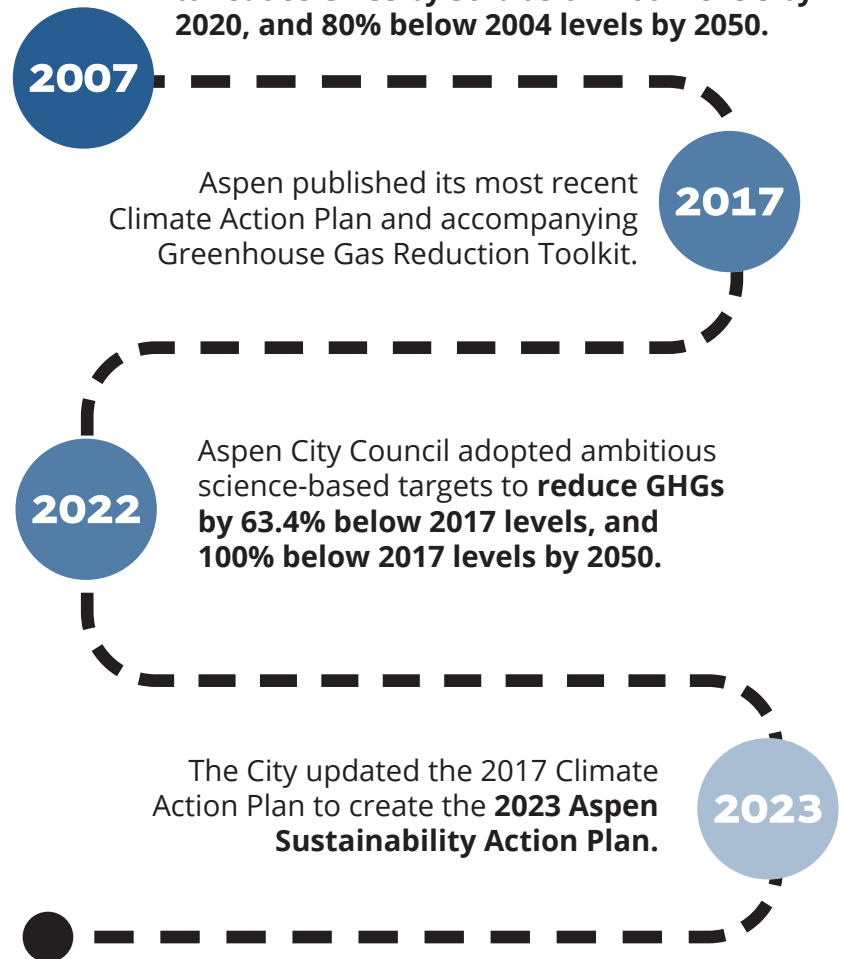 2020, and 80% below 2004 levels by 2050.
2007
Aspen published its most recent
Climate Action Plan and accompanying
Greenhouse Gas Reduction Toolkit.
2017
Aspen City Council adopted ambitious
science-based targets to reduce GHGs
by 63.4% below 2017 levels, and
100% below 2017 levels by 2050.
2022
The City updated the 2017 Climate
Action Plan to create the 2023 Aspen
Sustainability Action Plan.
2023